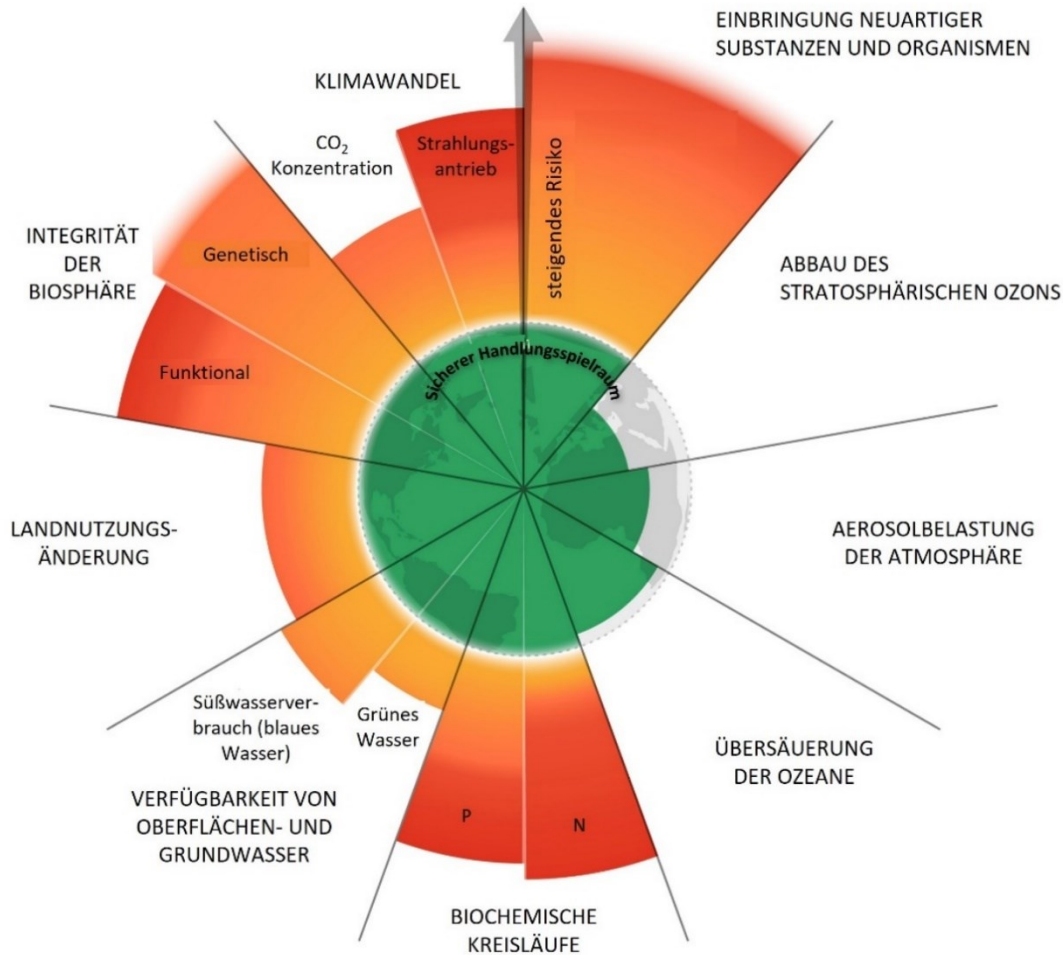 EINBRINGUNG NEUARTIGER
SUBSTANZEN UND ORGANISMEN
KLIMAWANDEL
CO₂
Konzentration
Strahlungs-
antrieb
steigendes Risiko
INTEGRITÄT
DER
BIOSPHÄRE
Genetisch
Funktional
ABBAU DES
STRATOSPHÄRISCHEN OZONS
Sicherer Handlungsspielraum
LANDNUTZUNGS-
ÄNDERUNG
AEROSOLBELASTUNG
DER ATMOSPHÄRE
Süßwasserver-
brauch (blaues
Wasser)
Grünes
Wasser
VERFÜGBARKEIT VON
OBERFLÄCHEN- UND
GRUNDWASSER
ÜBERSÄUERUNG
DER OZEANE
P
N
BIOCHEMISCHE
KREISLÄUFE